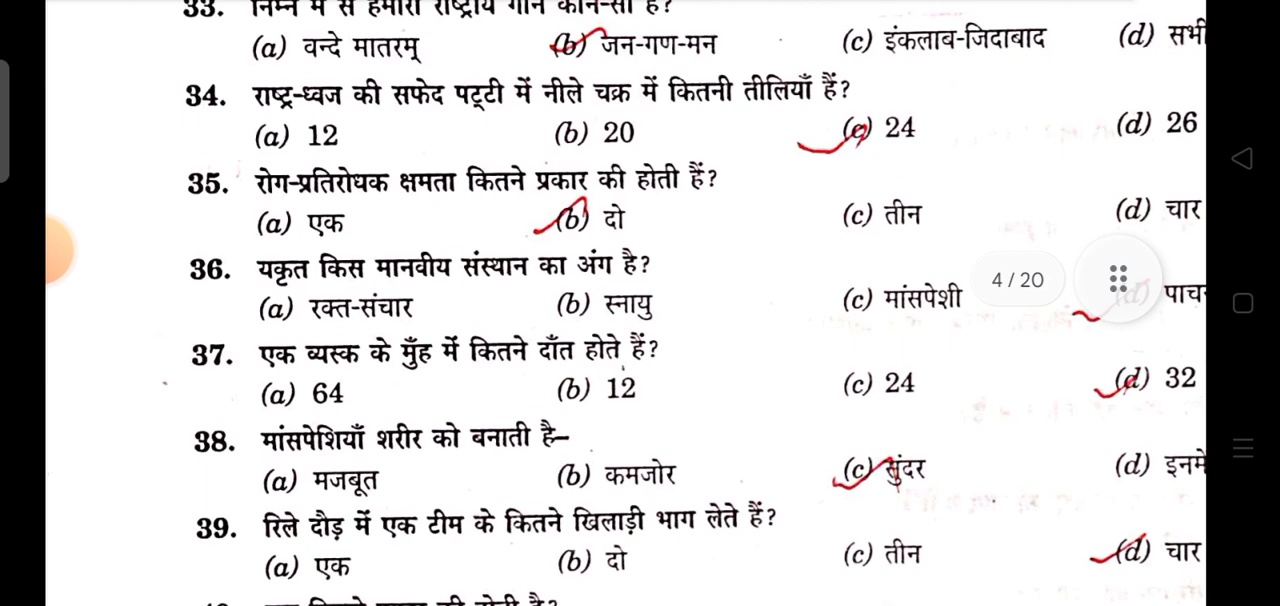 33. निम्न में से हमारा राष्ट्रीय गान कौन-सा है?
(a) वन्दे मातरम् (b) जन-गण-मन (c) इंकलाब-जिदाबाद (d) सभी
34. राष्ट्र-ध्वज की सफेद पट्टी में नीले चक्र में कितनी तीलियाँ हैं?
(a) 12 (b) 20 (c) 24 (d) 26
35. रोग-प्रतिरोधक क्षमता कितने प्रकार की होती हैं?
(a) एक (b) दो (c) तीन (d) चार
36. यकृत किस मानवीय संस्थान का अंग है?
(a) रक्त-संचार (b) स्नायु (c) मांसपेशी (d) पाच
4 / 20
37. एक व्यस्क के मुँह में कितने दाँत होते हैं?
(a) 64 (b) 12 (c) 24 (d) 32
38. मांसपेशियाँ शरीर को बनाती है–
(a) मजबूत (b) कमजोर (c) सुंदर (d) इनमे
39. रिले दौड़ में एक टीम के कितने खिलाड़ी भाग लेते हैं?
(a) एक (b) दो (c) तीन (d) चार